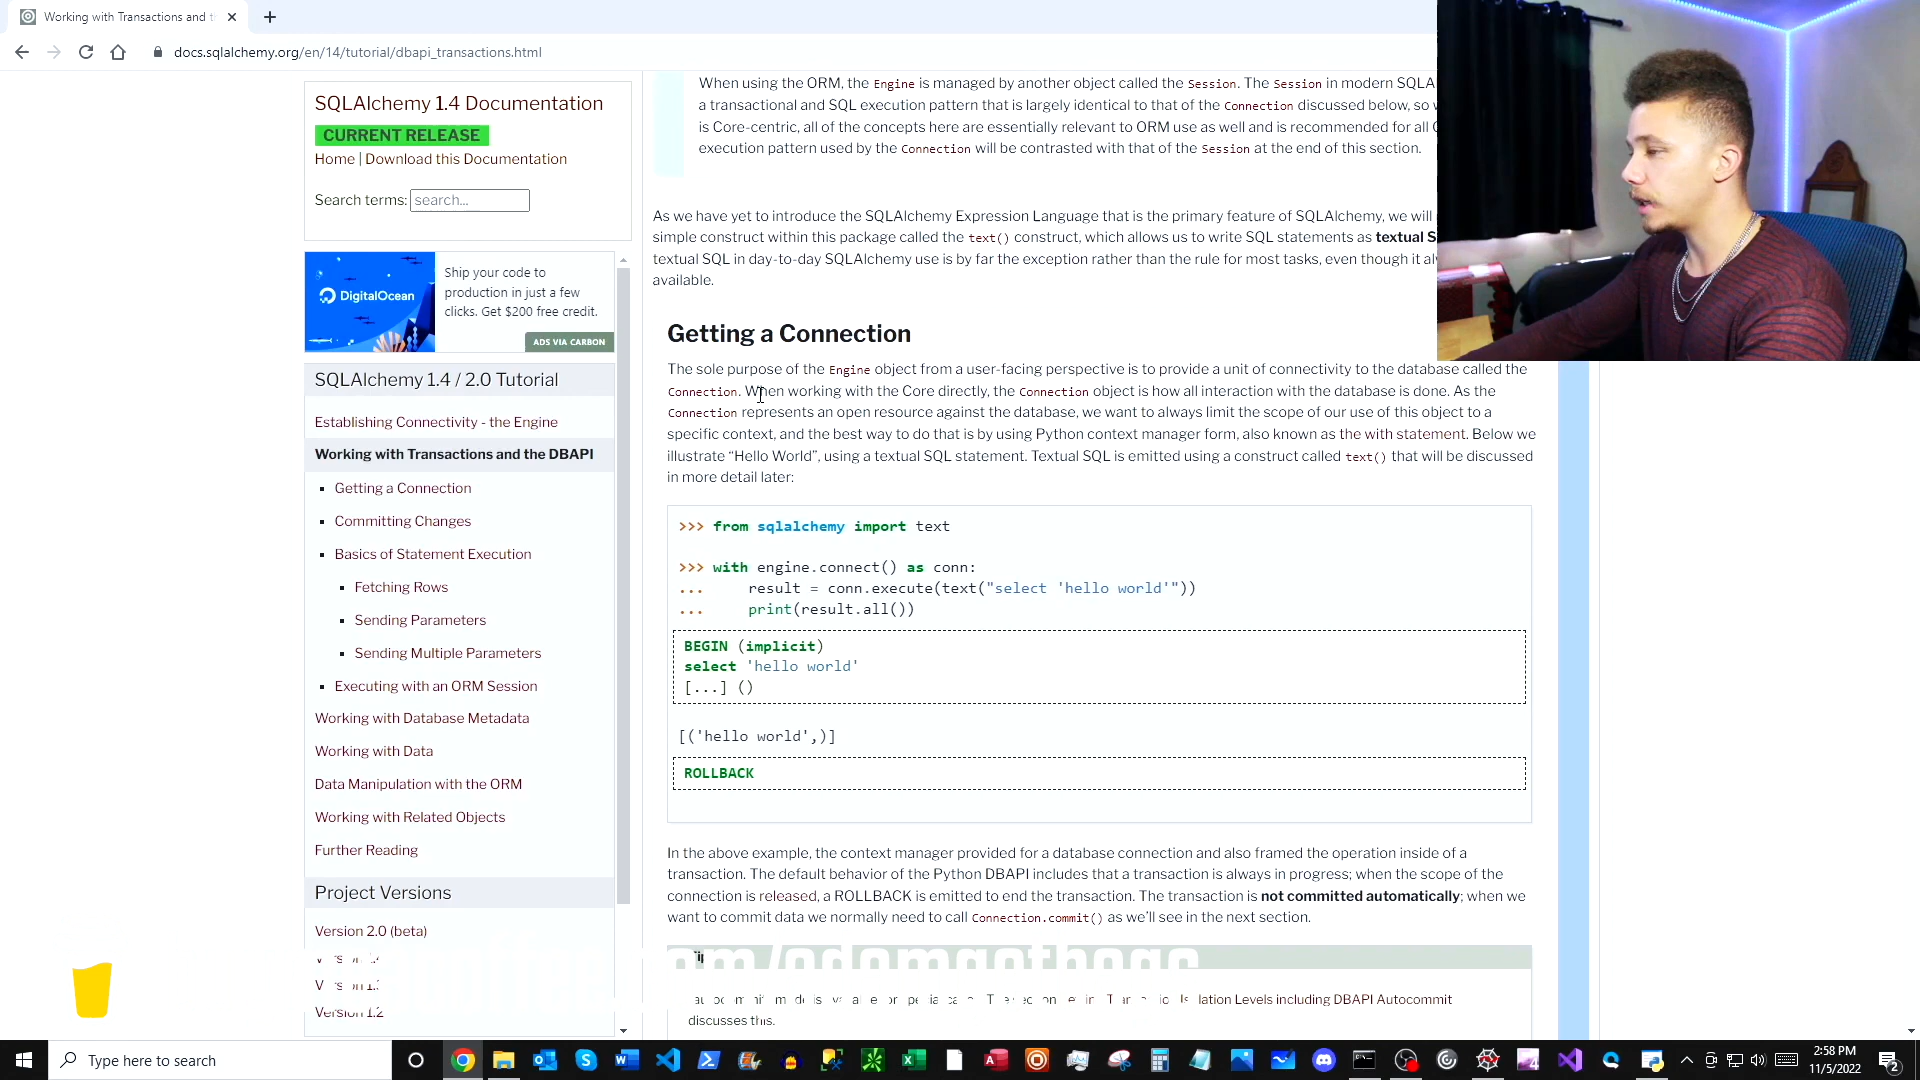 Working with Transactions and t
docs.sqlalchemy.org/en/14/tutorial/dbapi_transactions.html
SQLAlchemy 1.4 Documentation
CURRENT RELEASE
Home | Download this Documentation
Search terms: search...
DigitalOcean
Ship your code to
production in just a few
clicks. Get $200 free credit.
ADS VIA CARBON
SQLAlchemy 1.4 / 2.0 Tutorial
Establishing Connectivity - the Engine
Working with Transactions and the DBAPI
Getting a Connection
Committing Changes
Basics of Statement Execution
Fetching Rows
Sending Parameters
Sending Multiple Parameters
Executing with an ORM Session
Working with Database Metadata
Working with Data
Data Manipulation with the ORM
Working with Related Objects
Further Reading
Project Versions
Version 2.0 (beta)
Version 1.2
When using the ORM, the Engine is managed by another object called the Session. The Session in modern SQLA
a transactional and SQL execution pattern that is largely identical to that of the Connection discussed below, so
is Core-centric, all of the concepts here are essentially relevant to ORM use as well and is recommended for all
execution pattern used by the Connection will be contrasted with that of the Session at the end of this section.
As we have yet to introduce the SQLAlchemy Expression Language that is the primary feature of SQLAlchemy, we will
simple construct within this package called the text() construct, which allows us to write SQL statements as textual S
textual SQL in day-to-day SQLAlchemy use is by far the exception rather than the rule for most tasks, even though it al
available.
Getting a Connection
The sole purpose of the Engine object from a user-facing perspective is to provide a unit of connectivity to the database called the
Connection. When working with the Core directly, the Connection object is how all interaction with the database is done. As the
Connection represents an open resource against the database, we want to always limit the scope of our use of this object to a
specific context, and the best way to do that is by using Python context manager form, also known as the with statement. Below we
illustrate “Hello World”, using a textual SQL statement. Textual SQL is emitted using a construct called text() that will be discussed
in more detail later:
>>> from sqlalchemy import text
>>> with engine.connect() as conn:
... result = conn.execute(text("select 'hello world'"))
... print(result.all())
BEGIN (implicit)
select 'hello world'
[...] ()
[('hello world',)]
ROLLBACK
In the above example, the context manager provided for a database connection and also framed the operation inside of a
transaction. The default behavior of the Python DBAPI includes that a transaction is always in progress; when the scope of the
connection is released, a ROLLBACK is emitted to end the transaction. The transaction is not committed automatically; when we
want to commit data we normally need to call Connection.commit() as we’ll see in the next section.
Levels including DBAPI Autocommit
discusses this.
Type here to search
2:58 PM
11/5/2022
2